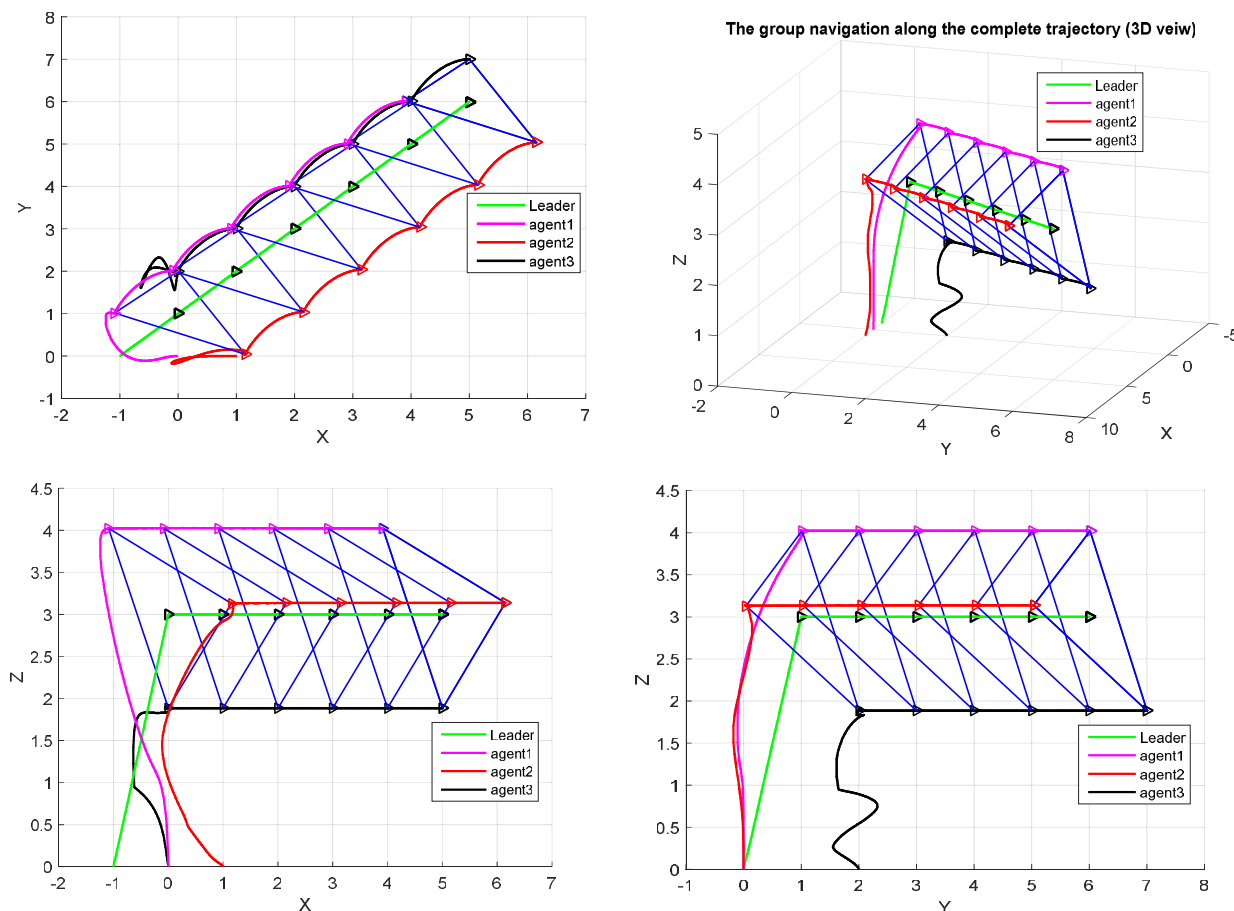 8
7
6
5
4
3
2
1
0
-1
-2 -1 0 1 2 3 4 5 6 7
X
Y
Leader
agent1
agent2
agent3
The group navigation along the complete trajectory (3D veiw)
Leader
agent1
agent2
agent3
5
4
3
2
1
0
-2 0 2 4 6 8
10 5 0 -5
Z
Y
X
4.5
4
3.5
3
2.5
2
1.5
1
0.5
0
-2 -1 0 1 2 3 4 5 6 7
X
Z
Leader
agent1
agent2
agent3
4.5
4
3.5
3
2.5
2
1.5
1
0.5
0
-1 0 1 2 3 4 5 6 7 8
Y
Z
Leader
agent1
agent2
agent3